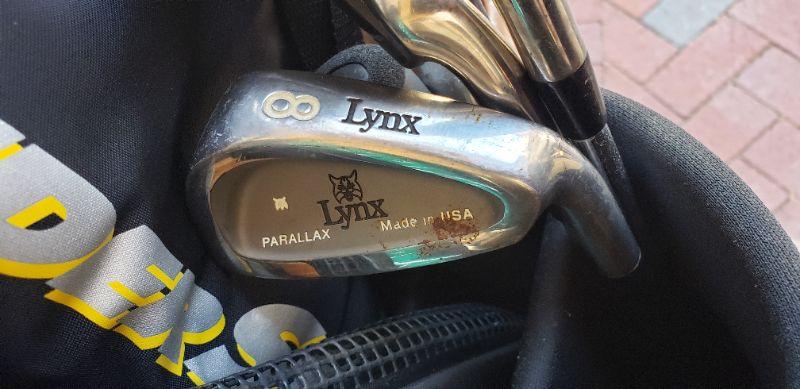 8 Lynx
Lynx
PARALLAX Made in USA